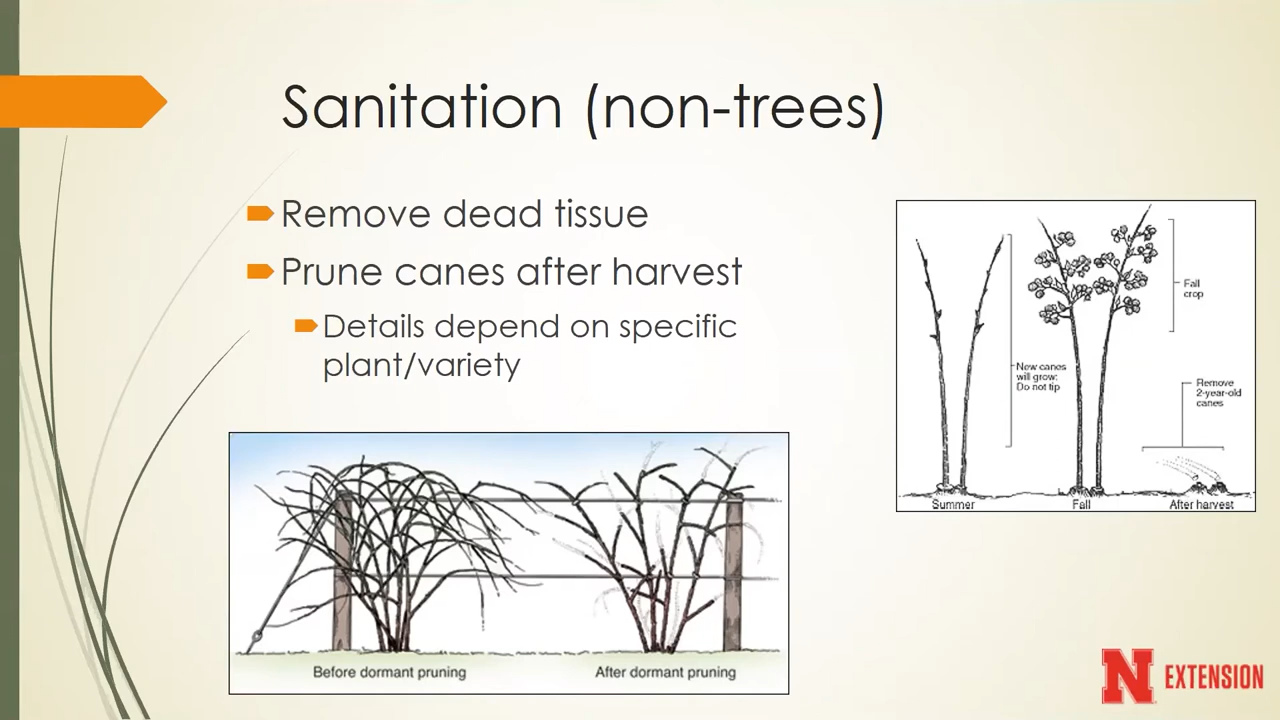 Sanitation (non-trees)
Remove dead tissue
Prune canes after harvest
Details depend on specific
plant/variety
Fall
crop
New canes
will grow;
Do not tip
Remove
2-year-old
canes
Summer
Fall
After harvest
Before dormant pruning
After dormant pruning
N EXTENSION